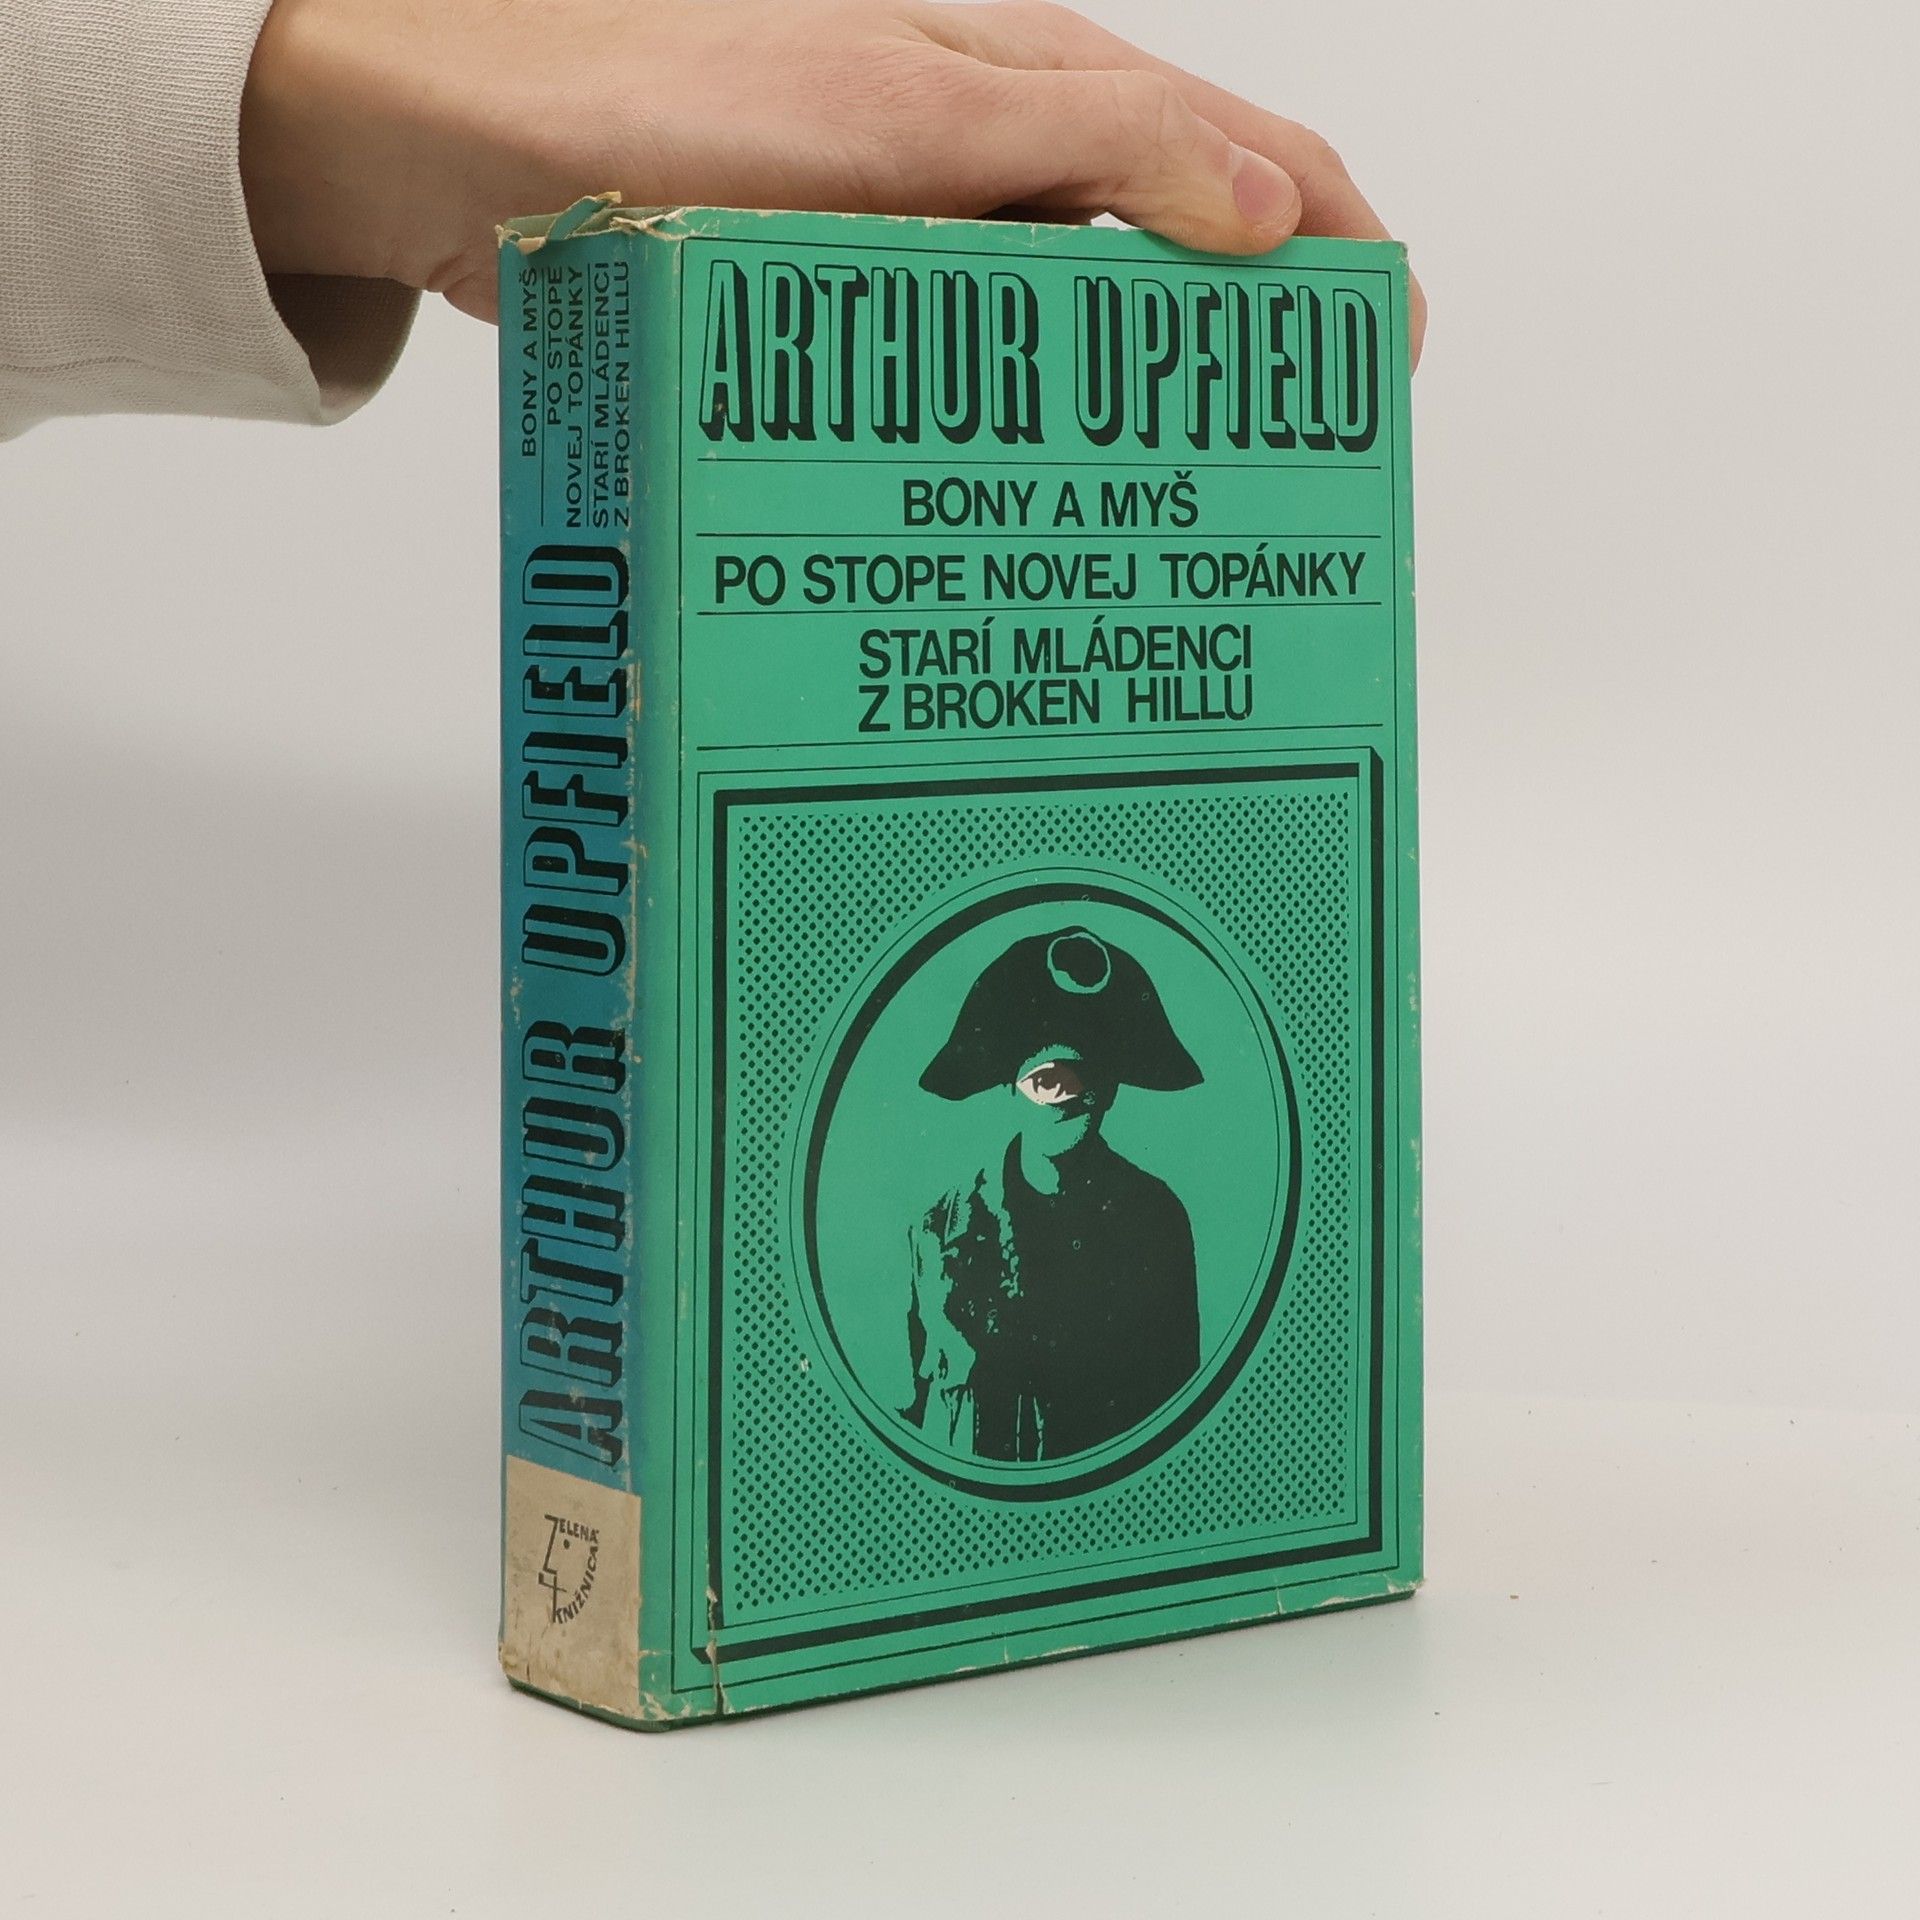 ARTHUR UPFIELD
BONY A MYŠ
PO STOPE NOVEJ TOPÁNKY
STARÍ MLÁDENCI
Z BROKEN HILLU
BONY A MYŠ
PO STOPE
NOVEJ TOPÁNKY
STARÍ MLÁDENCI
Z BROKEN HILLU
ARTHUR UPFIELD
ZELENÁ
KNIŽNICA